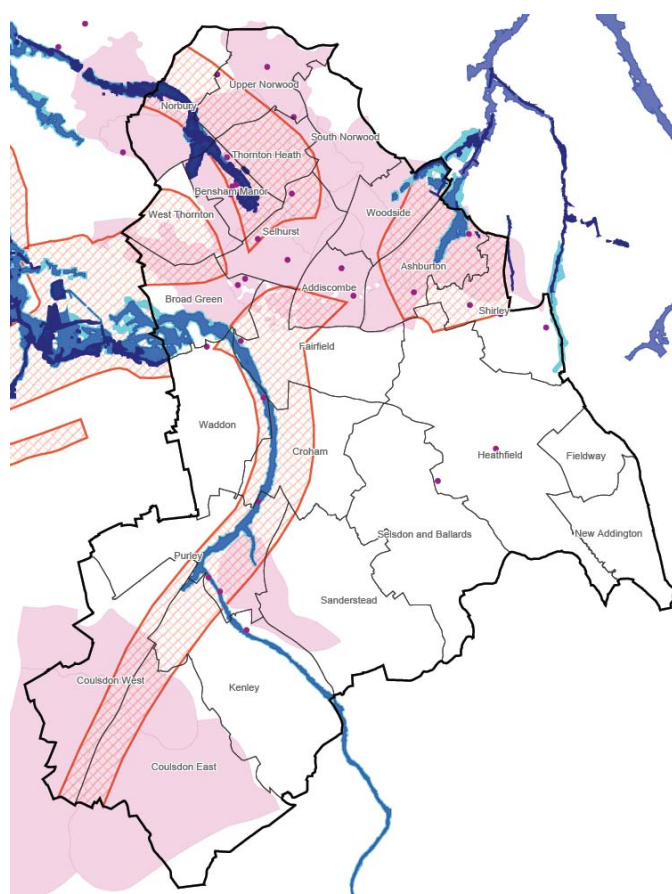 Upper Norwood
Norbury
South Norwood
Thornton Heath
Bensham Manor
West Thornton
Woodside
Selhurst
Ashburton
Addiscombe
Broad Green
Shirley
Fairfield
Waddon
Croham
Heathfield
Fieldway
Selsdon and Ballards
New Addington
Purley
Sanderstead
Coulsdon West
Kenley
Coulsdon East